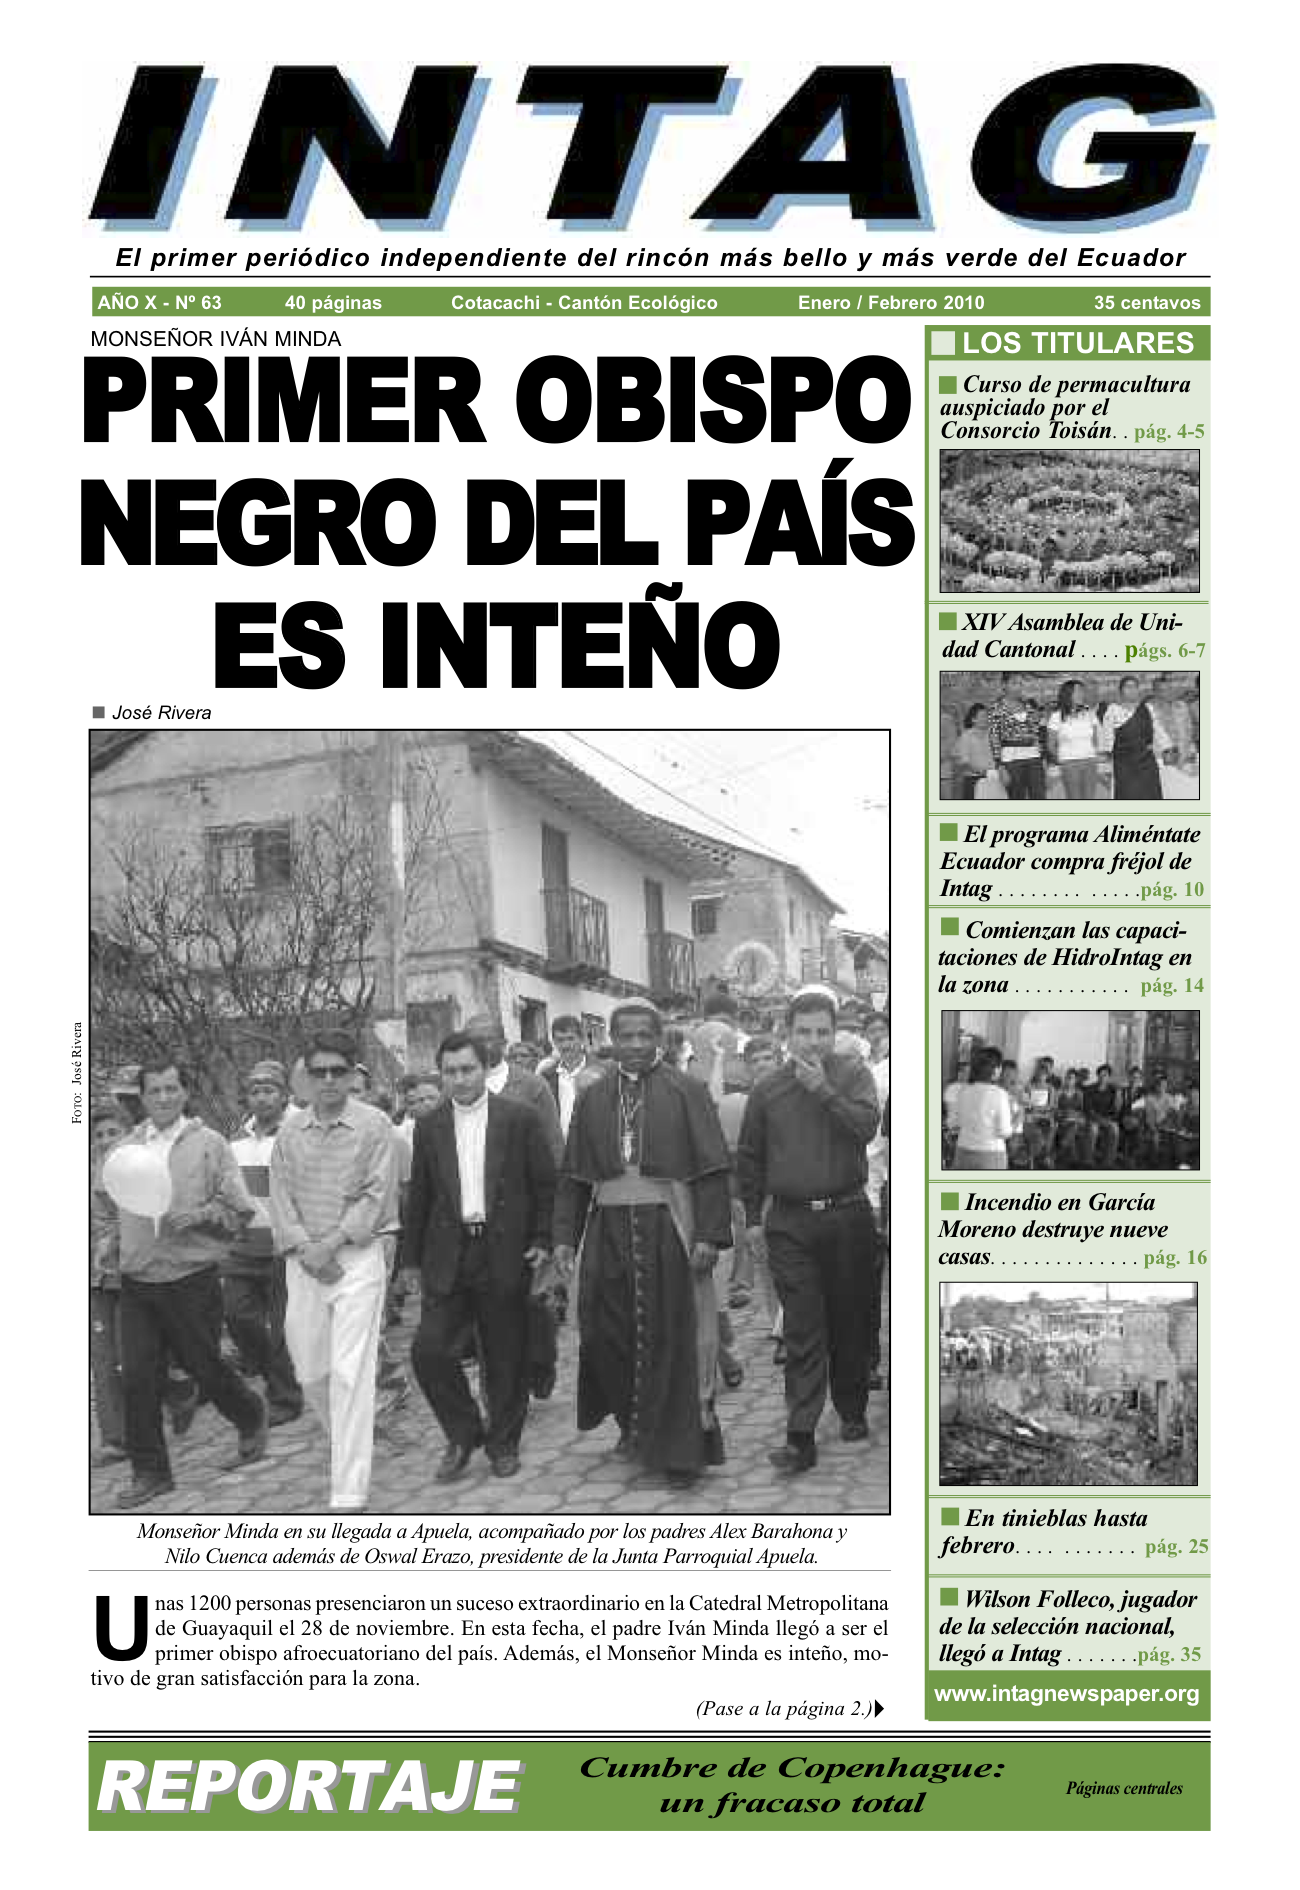 INTAG
El primer periódico independiente del rincón más bello y más verde del Ecuador
AÑO X - Nº 63 40 páginas Cotacachi - Cantón Ecológico Enero / Febrero 2010 35 centavos
MONSEÑOR IVÁN MINDA
PRIMER OBISPO
NEGRO DEL PAÍS
ES INTEÑO
José Rivera
FOTO: José Rivera
Monseñor Minda en su llegada a Apuela, acompañado por los padres Alex Barahona y
Nilo Cuenca además de Oswal Erazo, presidente de la Junta Parroquial Apuela.
Unas 1200 personas presenciaron un suceso extraordinario en la Catedral Metropolitana
de Guayaquil el 28 de noviembre. En esta fecha, el padre Iván Minda llegó a ser el
primer obispo afroecuatoriano del país. Además, el Monseñor Minda es inteño, mo-
tivo de gran satisfacción para la zona.
(Pase a la página 2.)
LOS TITULARES
Curso de permacultura
auspiciado por el
Consorcio Toisán. . pág. 4-5
XIV Asamblea de Uni-
dad Cantonal . . . . págs. 6-7
El programa Aliméntate
Ecuador compra fréjol de
Intag . . . . . . . . . . . . .pág. 10
Comienzan las capaci-
taciones de HidroIntag en
la zona . . . . . . . . . . . pág. 14
Incendio en García
Moreno destruye nueve
casas. . . . . . . . . . . . . . pág. 16
En tinieblas hasta
febrero. . . . . . . . . . . . pág. 25
Wilson Folleco, jugador
de la selección nacional,
llegó a Intag . . . . . . .pág. 35
www.intagnewspaper.org
REPORTAJE
Cumbre de Copenhague:
un fracaso total
Páginas centrales